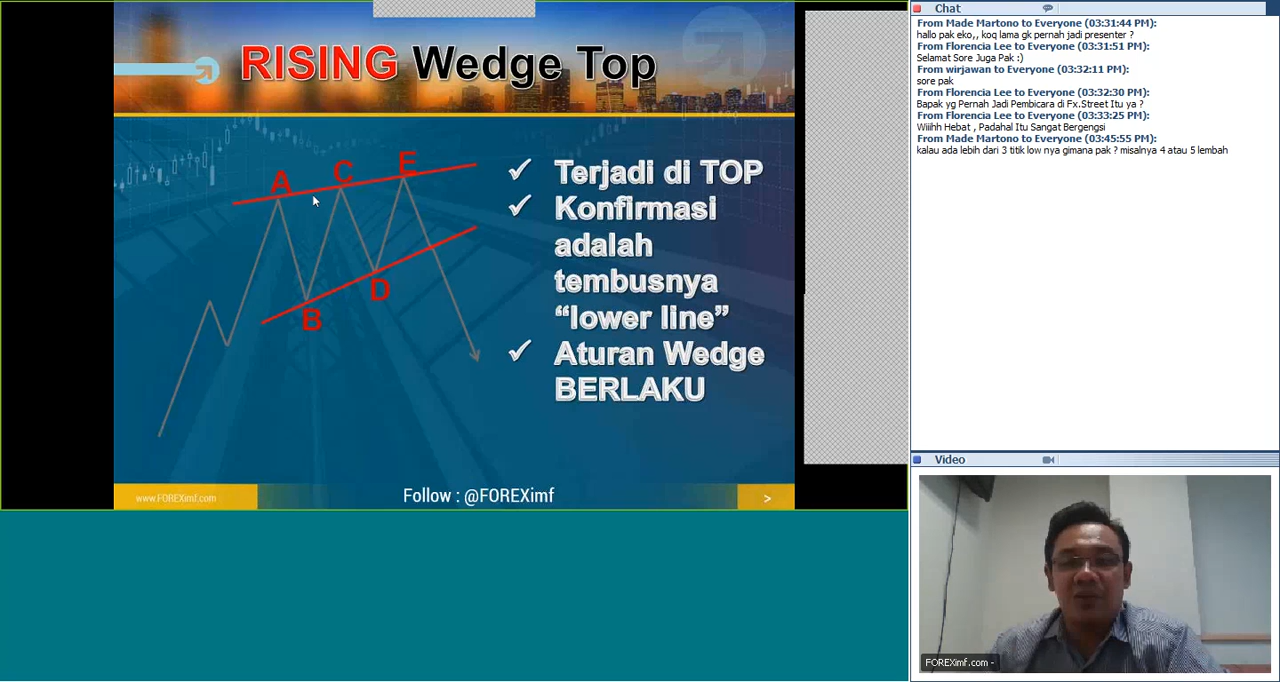 RISING Wedge Top
A
C
E
B
D
Terjadi di TOP
Konfirmasi
adalah
tembusnya
“lower line”
Aturan Wedge
BERLAKU
www.FOREXimf.com
Follow : @FOREXimf
>
Chat
From Made Martono to Everyone (03:31:44 PM):
hallo pak eko,, koq lama gk pernah jadi presenter ?
From Florencia Lee to Everyone (03:31:51 PM):
Selamat Sore Juga Pak :)
From wirjawan to Everyone (03:32:11 PM):
sore pak
From Florencia Lee to Everyone (03:32:30 PM):
Bapak yg Pernah Jadi Pembicara di Fx.Street Itu ya ?
From Florencia Lee to Everyone (03:33:25 PM):
Wiiihh Hebat , Padahal Itu Sangat Bergengsi
From Made Martono to Everyone (03:45:55 PM):
kalau ada lebih dari 3 titik low nya gimana pak ? misalnya 4 atau 5 lembah
Video
FOREXimf.com -